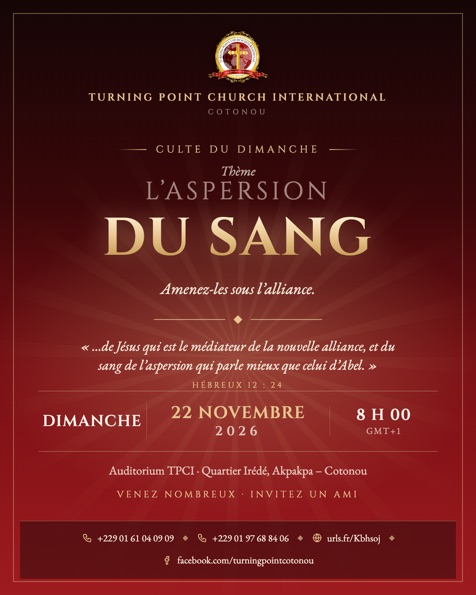 TURNING POINT CHURCH INTERNATIONAL
COTONOU
CULTE DU DIMANCHE
Thème
L'ASPERSION
DU SANG
Amenez-les sous l'alliance.
« ...de Jésus qui est le médiateur de la nouvelle alliance, et du
sang de l'aspersion qui parle mieux que celui d'Abel. »
HÉBREUX 12 : 24
DIMANCHE
22 NOVEMBRE
2026
8 H 00
GMT+1
Auditorium TPCI · Quartier Irédé, Akpakpa – Cotonou
VENEZ NOMBREUX · INVITEZ UN AMI
+229 01 61 04 09 09 ◆ +229 01 97 68 84 06 ◆ urls.fr/Kbhsoj ◆
facebook.com/turningpointcotonou